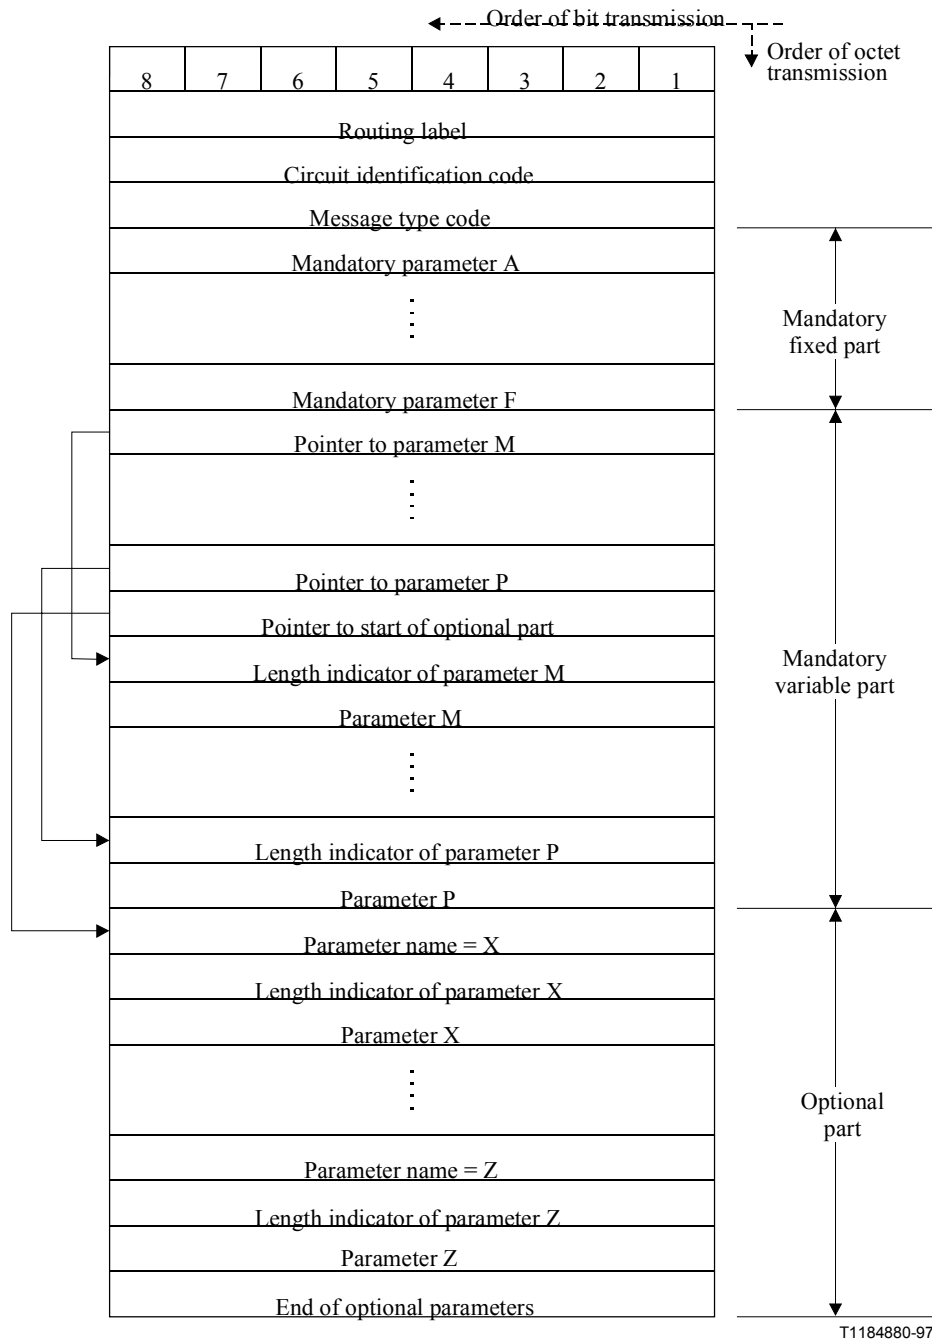 Order of bit transmission
Order of octet
transmission
8 7 6 5 4 3 2 1
Routing label
Circuit identification code
Message type code
Mandatory parameter A
Mandatory
fixed part
Mandatory parameter F
Pointer to parameter M
Pointer to parameter P
Pointer to start of optional part
Length indicator of parameter M
Mandatory
variable part
Parameter M
Length indicator of parameter P
Parameter P
Parameter name = X
Length indicator of parameter X
Parameter X
Optional
part
Parameter name = Z
Length indicator of parameter Z
Parameter Z
End of optional parameters
T1184880-97